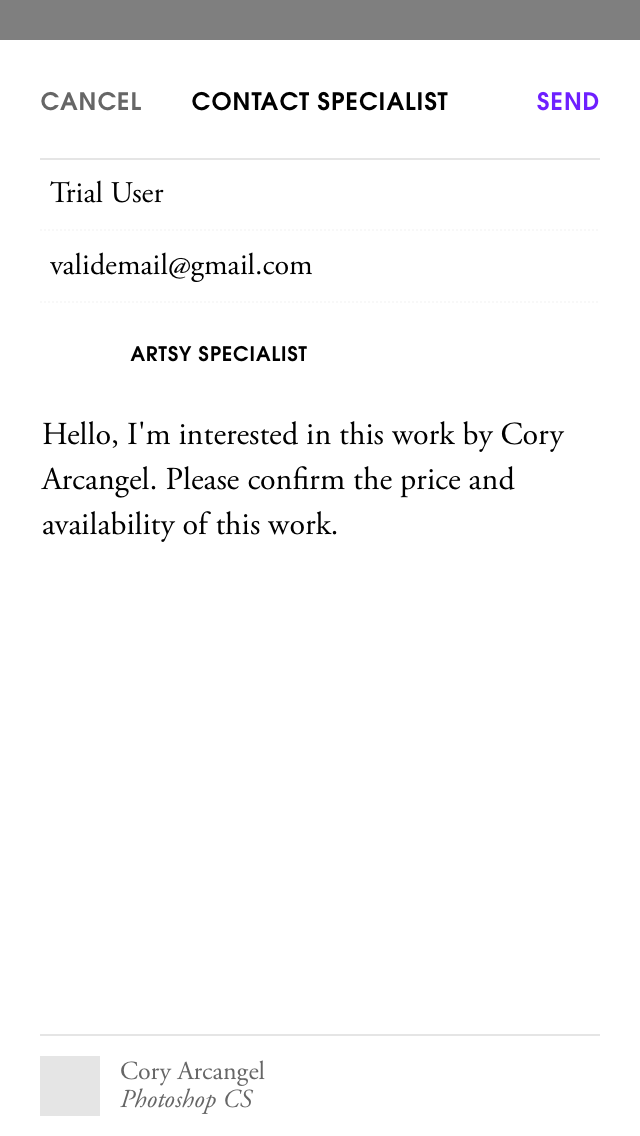 CANCEL CONTACT SPECIALIST SEND
Trial User
validemail@gmail.com
ARTSY SPECIALIST
Hello, I'm interested in this work by Cory
Arcangel. Please confirm the price and
availability of this work.
Cory Arcangel
Photoshop CS